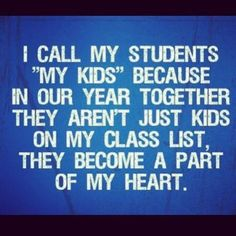 I CALL MY STUDENTS
"MY KIDS" BECAUSE
IN OUR YEAR TOGETHER
THEY AREN'T JUST KIDS
ON MY CLASS LIST,
THEY BECOME A PART
OF MY HEART.